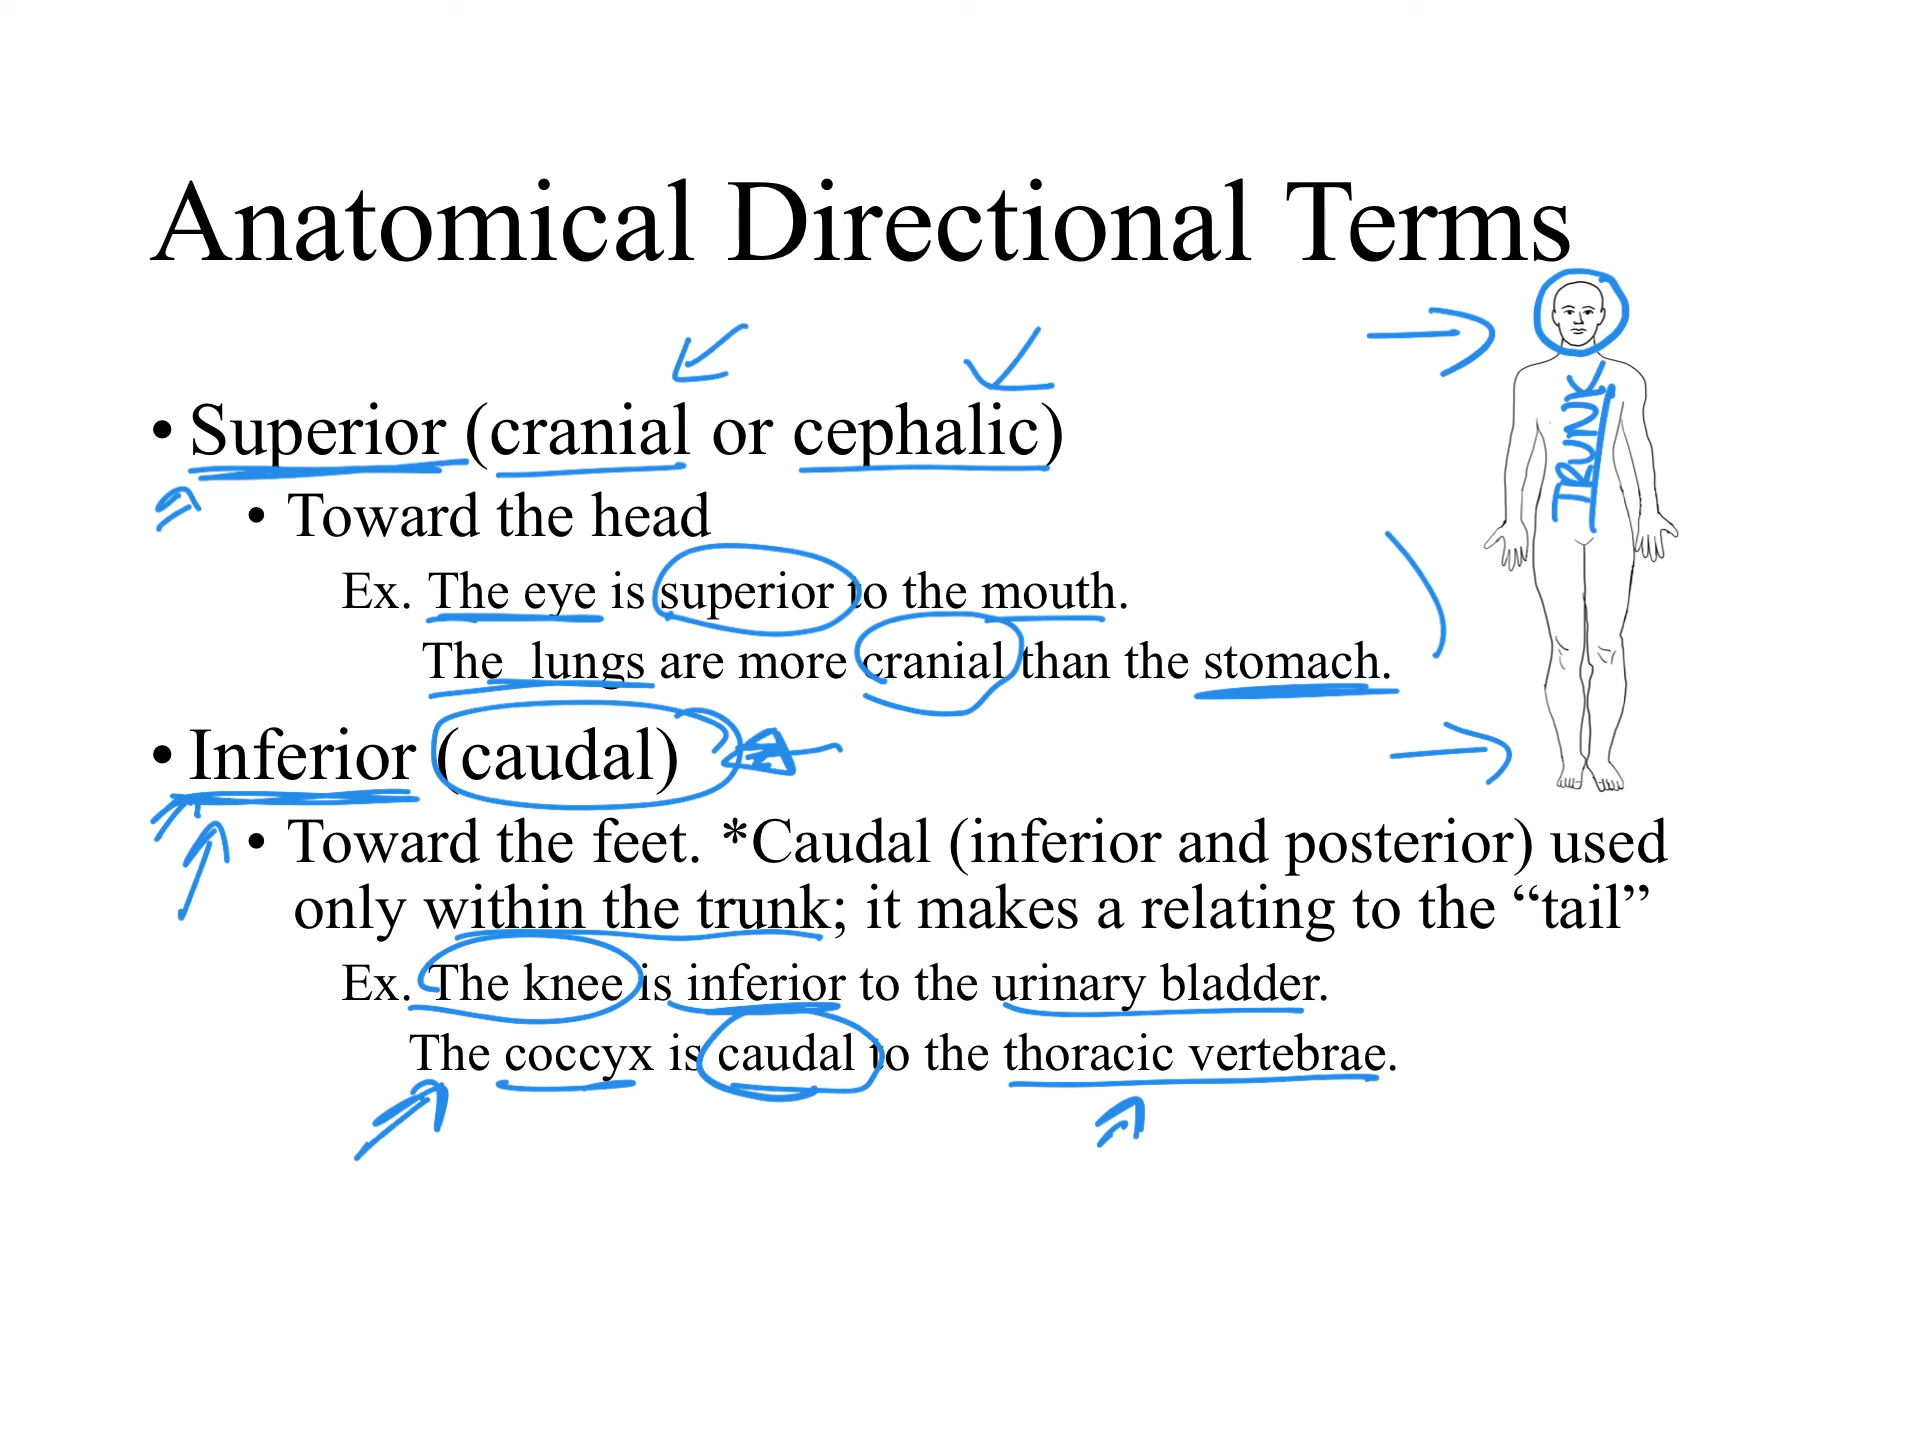 Anatomical Directional Terms
• Superior (cranial or cephalic)
• Toward the head
Ex. The eye is superior to the mouth.
The lungs are more cranial than the stomach.
• Inferior (caudal)
• Toward the feet. *Caudal (inferior and posterior) used
only within the trunk; it makes a relating to the “tail”
Ex. The knee is inferior to the urinary bladder.
The coccyx is caudal to the thoracic vertebrae.
TRUNK